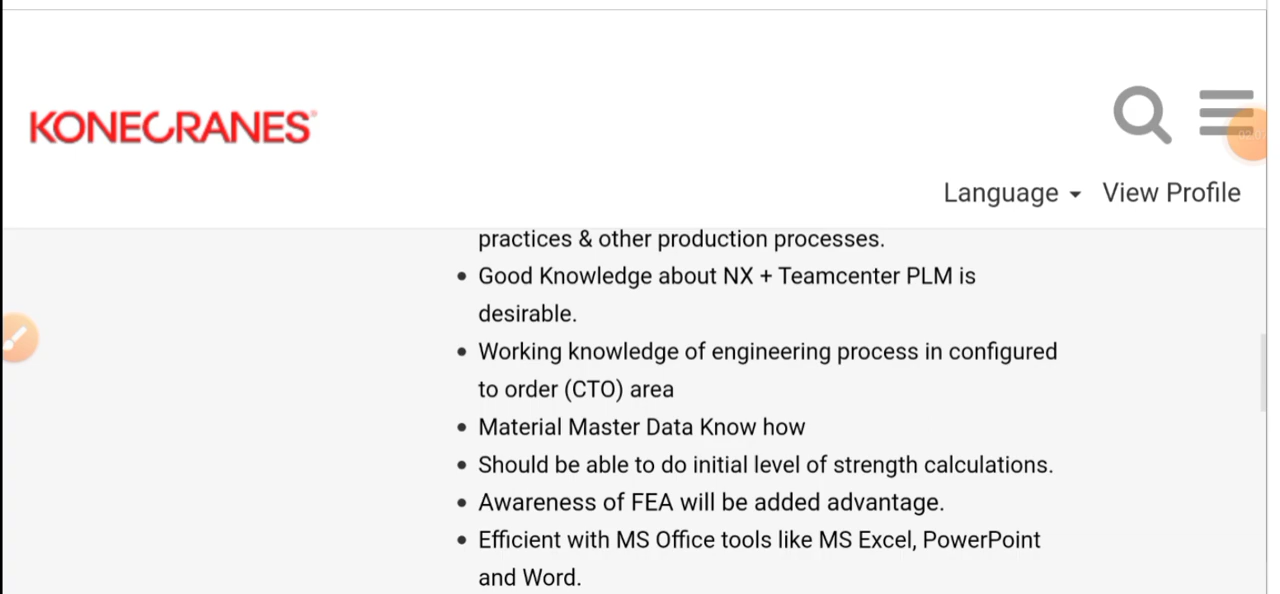 KONECRANES®
Language View Profile
practices & other production processes.
Good Knowledge about NX + Teamcenter PLM is
desirable.
Working knowledge of engineering process in configured
to order (CTO) area
Material Master Data Know how
Should be able to do initial level of strength calculations.
Awareness of FEA will be added advantage.
Efficient with MS Office tools like MS Excel, PowerPoint
and Word.